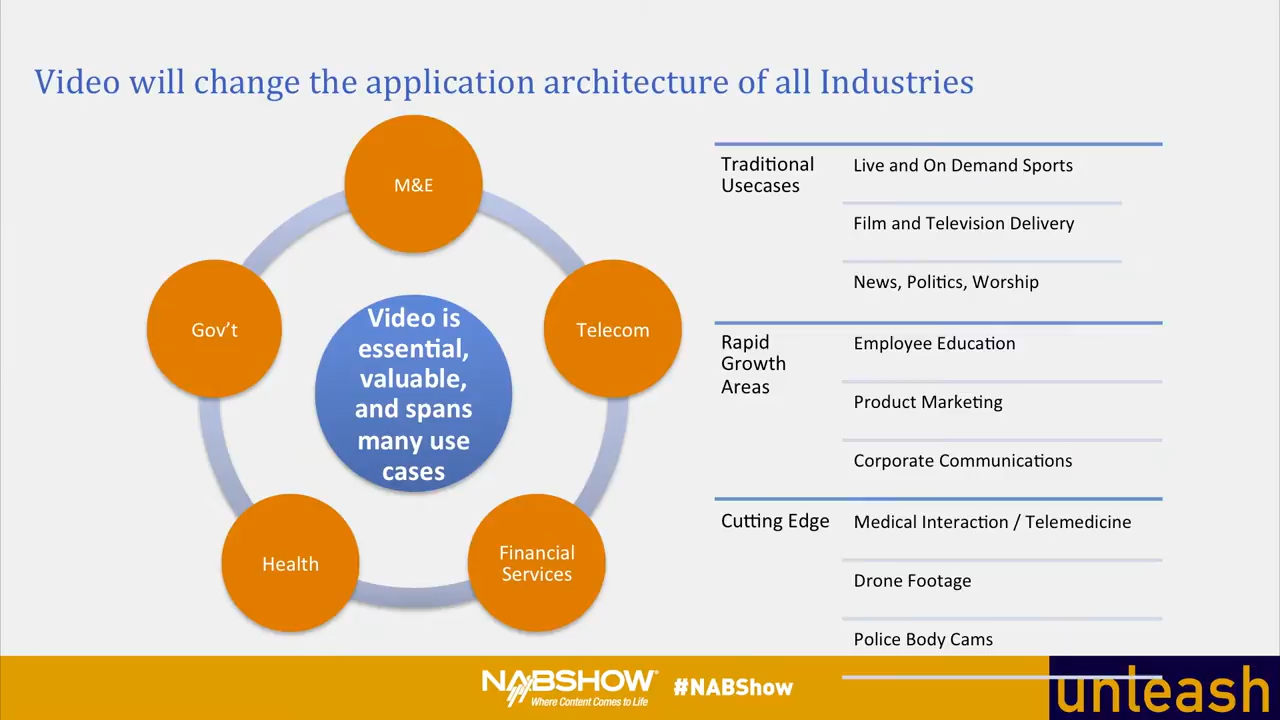 Video will change the application architecture of all Industries
M&E
Gov't
Telecom
Video is
essential,
valuable,
and spans
many use
cases
Health
Financial
Services
Traditional
Usecases
Live and On Demand Sports
Film and Television Delivery
News, Politics, Worship
Rapid
Growth
Areas
Employee Education
Product Marketing
Corporate Communications
Cutting Edge
Medical Interaction / Telemedicine
Drone Footage
Police Body Cams
NABSHOW®
Where Content Comes to Life
#NABShow
unleash